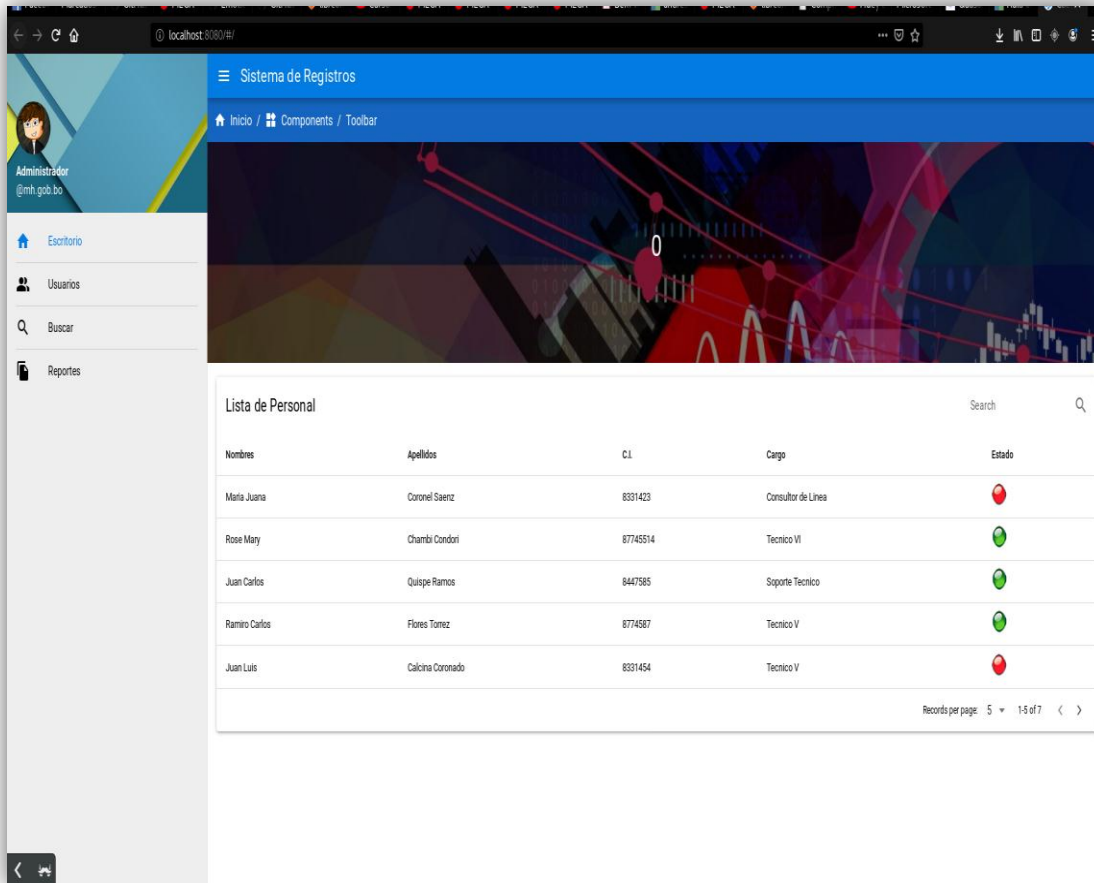 localhost:8080/#/
Sistema de Registros
Inicio / Components / Toolbar
Administrador
@mh.gob.bo
Escritorio
Usuarios
Buscar
Reportes
0
Lista de Personal Search
Nombres Apellidos C.I. Cargo Estado
Maria Juana Coronel Saenz 8331423 Consultor de Linea
Rose Mary Chambi Condori 87745514 Tecnico VI
Juan Carlos Quispe Ramos 8447585 Soporte Tecnico
Ramiro Carlos Flores Torrez 8774587 Tecnico V
Juan Luis Calcina Coronado 8331454 Tecnico V
Records per page: 5 1-5 of 7